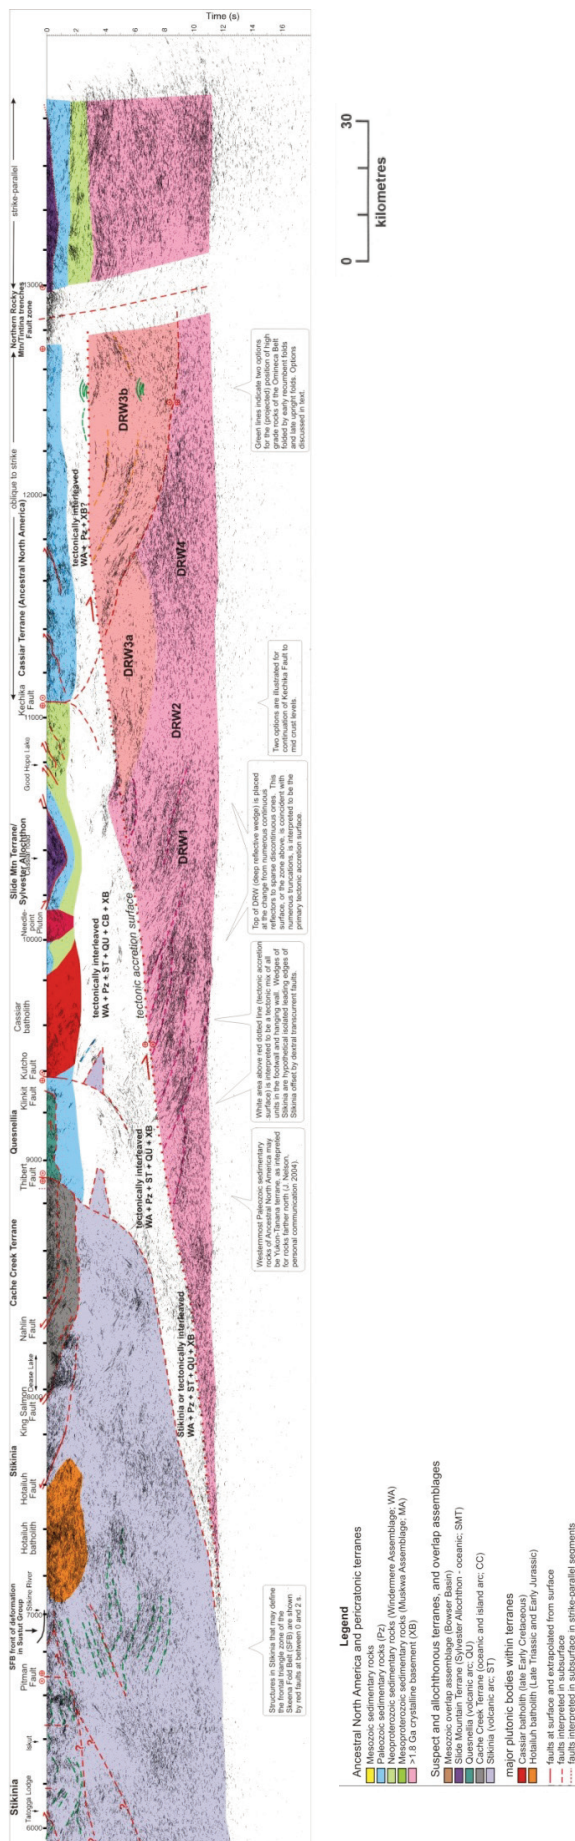 Time (s)
0
2
4
6
8
10
12
14
16
Stikinia
Tatogga Lodge
Iskut
Pitman
Fault
SFB front of deformation
in Sustut Group
Stikine River
Hotailuh
batholith
Hotailuh
Fault
Stikinia
King Salmon
Fault
Dease Lake
Nahlin
Fault
Cache Creek Terrane
Thibert
Fault
Quesnellia
Klinkit
Fault
Kutcho
Fault
Cassiar
batholith
Needle-
point
Pluton
Slide Mtn Terrane/
Sylvester Allochthon
Good Hope Lake
Kechika
Fault
Cassiar Terrane (Ancestral North America)
oblique to strike
Northern Rocky
Mtn/Tintina trenches
Fault zone
strike-parallel
6000
7000
8000
9000
10000
11000
12000
13000
Stikinia or tectonically interleaved
WA + Pz + ST + QU + XB
tectonically interleaved
WA + Pz + ST + QU + XB
tectonically interleaved
WA + Pz + ST + QU + CB + XB
tectonic accretion surface
tectonically interleaved
WA + Pz + XB?
DRW1
DRW2
DRW3a
DRW3b
DRW4
Structures in Stikinia that may define
the frontal triangle zone of the
Skeena Fold Belt (SFB) are shown
by red faults at between 0 and 2 s.
Westernmost Paleozoic sedimentary
rocks of Ancestral North America may
be Yukon-Tanana terrane, as intepreted
for rocks farther north (J. Nelson,
personal communication 2004).
White area above red dotted line (tectonic accretion
surface) is interpreted to be a tectonic mix of all
units in the footwall and hanging wall. Wedges of
Stikinia are hypothetical isolated leading edges of
Stikinia offset by dextral transcurrent faults.
Top of DRW (deep reflective wedge) is placed
at the change from numerous continuous
reflectors to sparse discontinuous ones. This
surface, or the zone above, is coincident with
numerous truncations, is interpreted to be the
primary tectonic accretion surface.
Two options are illustrated for
continuation of Kechika Fault to
mid crust levels.
Green lines indicate two options
for the (projected) position of high
grade rocks of the Omineca Belt
folded by early recumbent folds
and late upright folds. Options
discussed in text.
0
30
kilometres
Legend
Ancestral North America and pericratonic terranes
Mesozoic sedimentary rocks
Paleozoic sedimentary rocks (Pz)
Neoproterozoic sedimentary rocks (Windermere Assemblage; WA)
Mesoproterozoic sedimentary rocks (Muskwa Assemblage; MA)
>1.8 Ga crystalline basement (XB)
Suspect and allochthonous terranes, and overlap assemblages
Mesozoic overlap assemblage (Bowser Basin)
Slide Mountain Terrane (Sylvester Allochthon - oceanic; SMT)
Quesnellia (volcanic arc; QU)
Cache Creek Terrane (oceanic and island arc; CC)
Stikinia (volcanic arc; ST)
major plutonic bodies within terranes
Cassiar batholith (late Early Cretaceous)
Hotailuh batholith (Late Triassic and Early Jurassic)
faults at surface and extrapolated from surface
faults interpreted in subsurface
faults interpreted in subsurface in strike-parallel segments